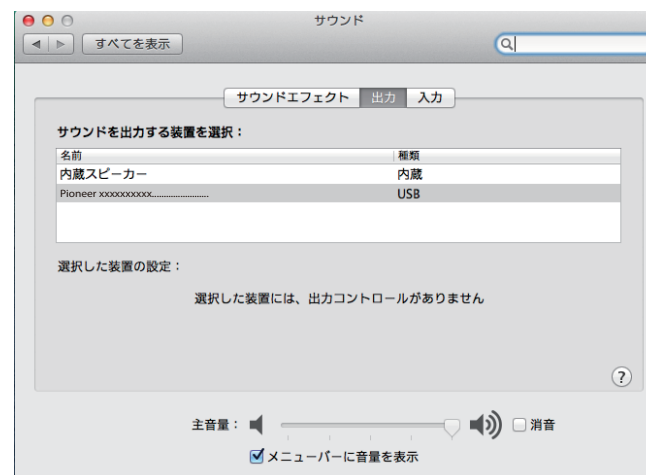 サウンド
すべてを表示
サウンドエフェクト 出力 入力
サウンドを出力する装置を選択：
名前 種類
内蔵スピーカー 内蔵
Pioneer xxxxxxxxxx........................ USB
選択した装置の設定：
選択した装置には、出力コントロールがありません
?
主音量： 消音
メニューバーに音量を表示